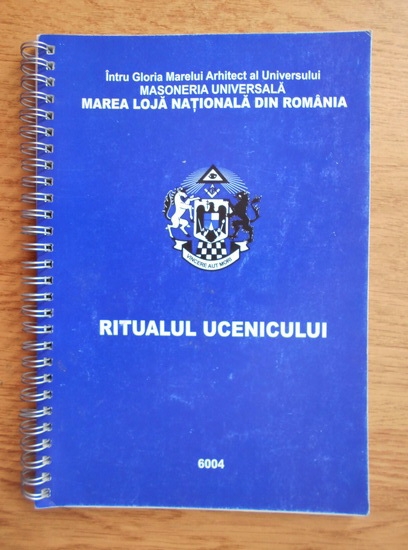 Întru Gloria Marelui Arhitect al Universului
MASONERIA UNIVERSALĂ
MAREA LOJĂ NAȚIONALĂ DIN ROMÂNIA
VINCERE AUT MORI
RITUALUL UCENICULUI
6004